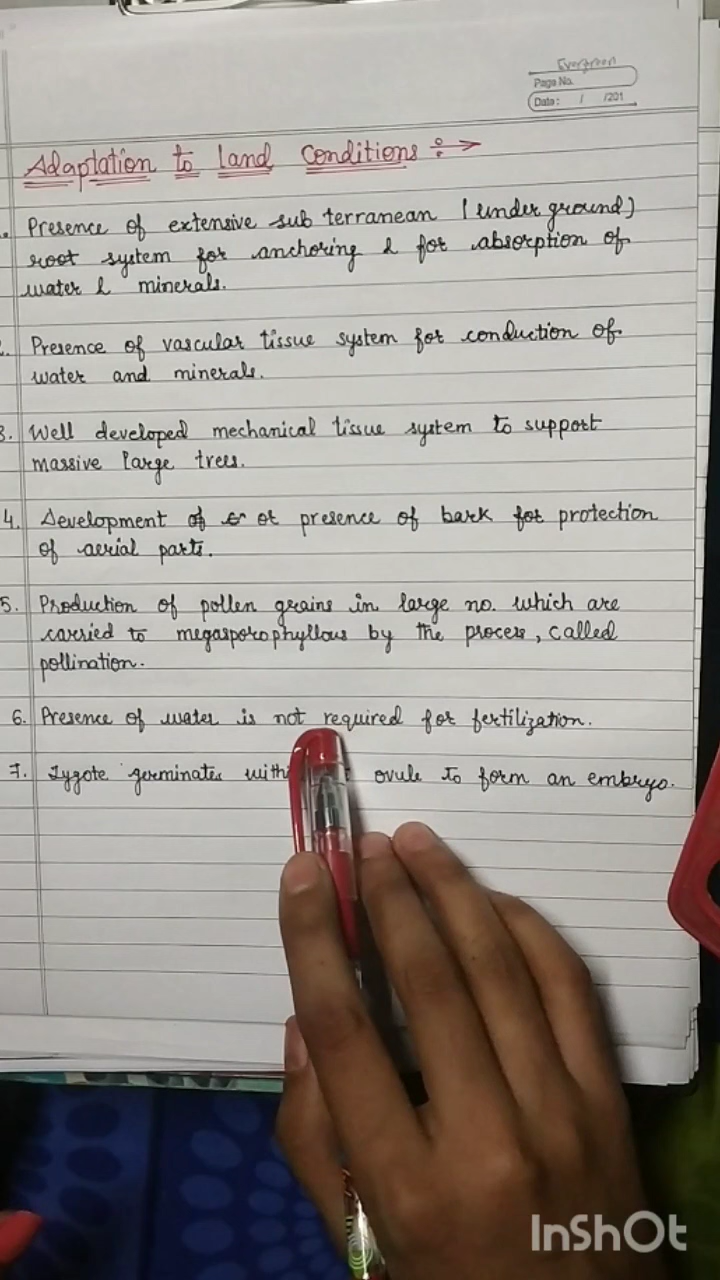 Evergreen
Page No.
Date: / /201
Adaptation to land Conditions :->
Presence of extensive sub terranean (underground)
root system for anchoring & for absorption of
water & minerals.
Presence of vascular tissue system for conduction of
water and minerals.
3. Well developed mechanical tissue system to support
massive large trees.
4. Development of or presence of bark for protection
of aerial parts.
5. Production of pollen grains in large no. which are
carried to megasporophyllous by the process, called
pollination.
6. Presence of water is not required for fertilization.
7. Zygote germinates ovule to form an embryo.
InShOt